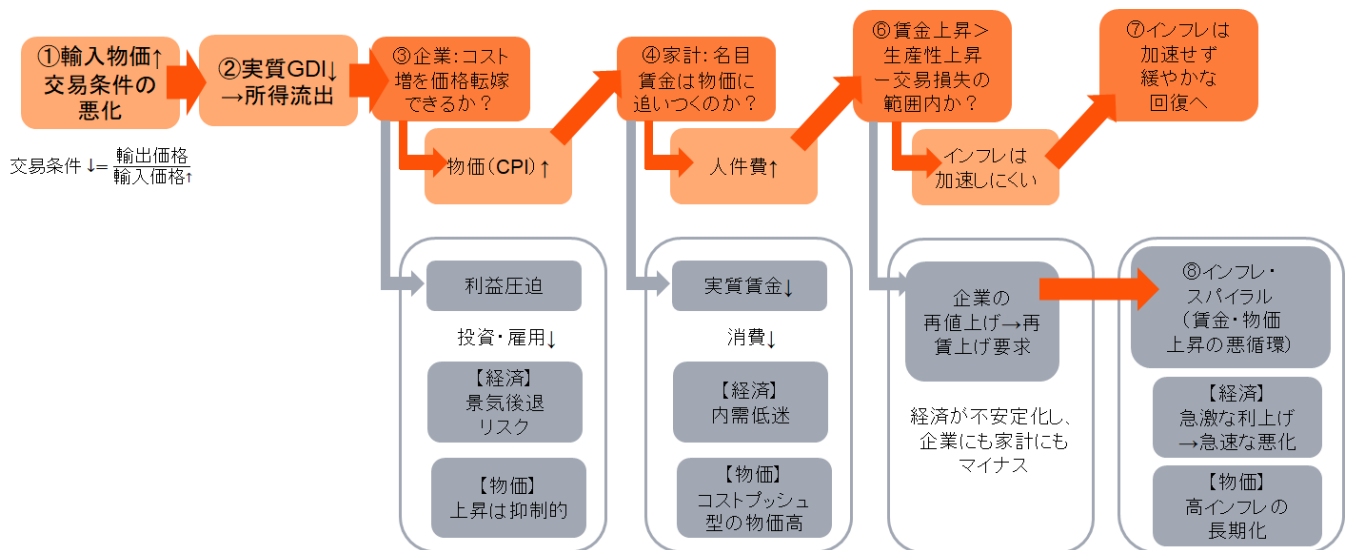 ①輸入物価↑
交易条件の
悪化
交易条件↓=輸出価格
輸入価格↑
②実質GDI↓
→所得流出
③企業：コスト
増を価格転嫁
できるか？
物価（CPI）↑
利益圧迫
投資・雇用↓
【経済】
景気後退
リスク
【物価】
上昇は抑制的
④家計：名目
賃金は物価に
追いつくのか？
人件費↑
実質賃金↓
消費↓
【経済】
内需低迷
【物価】
コストプッシュ
型の物価高
⑥賃金上昇＞
生産性上昇
－交易損失の
範囲内か？
インフレは
加速しにくい
企業の
再値上げ→再
賃上げ要求
経済が不安定化し、
企業にも家計にも
マイナス
⑦インフレは
加速せず
緩やかな
回復へ
⑧インフレ・
スパイラル
（賃金・物価
上昇の悪循環）
【経済】
急激な利上げ
→急速な悪化
【物価】
高インフレの
長期化